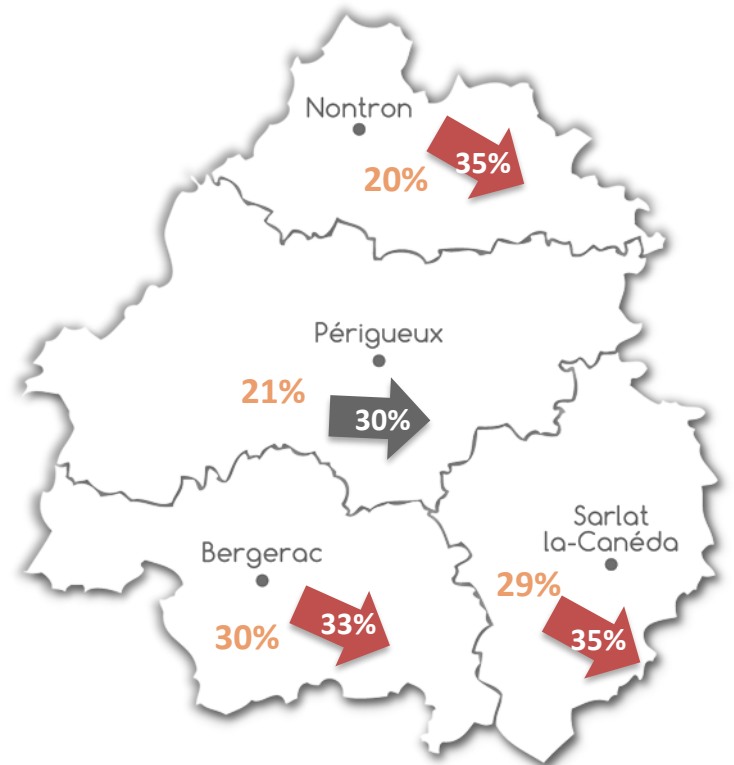 Nontron
35%
20%
Périgueux
21%
30%
Sarlat
la-Canéda
Bergerac
29%
33%
30%
35%